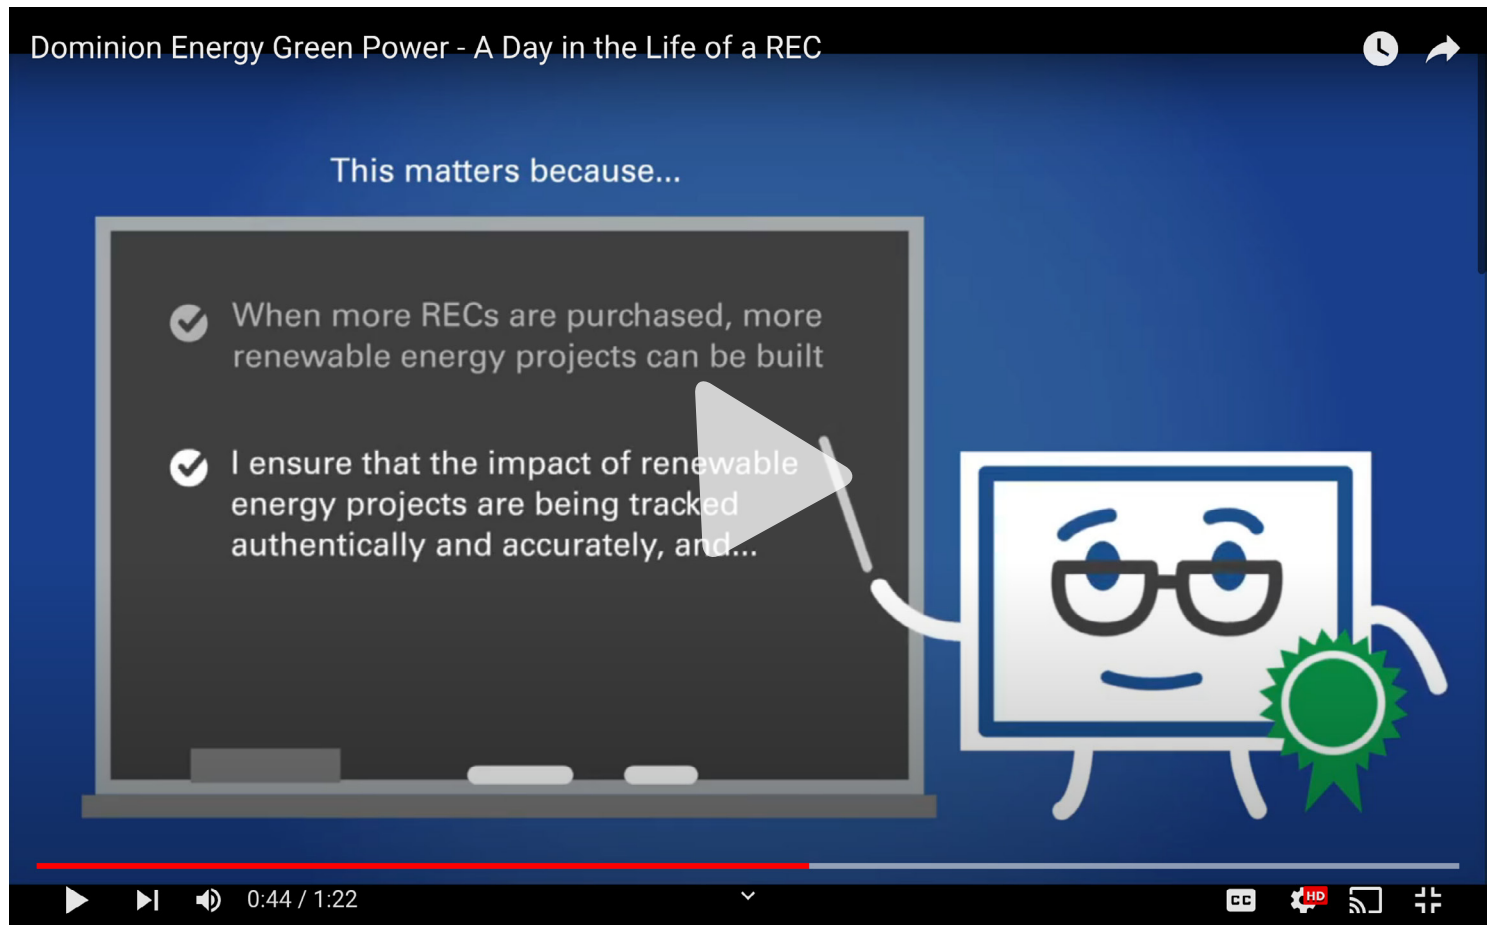 Dominion Energy Green Power - A Day in the Life of a REC
This matters because...
When more RECs are purchased, more
renewable energy projects can be built
I ensure that the impact of renewable
energy projects are being tracked
authentically and accurately, and...
0:44 / 1:22
CC
HD